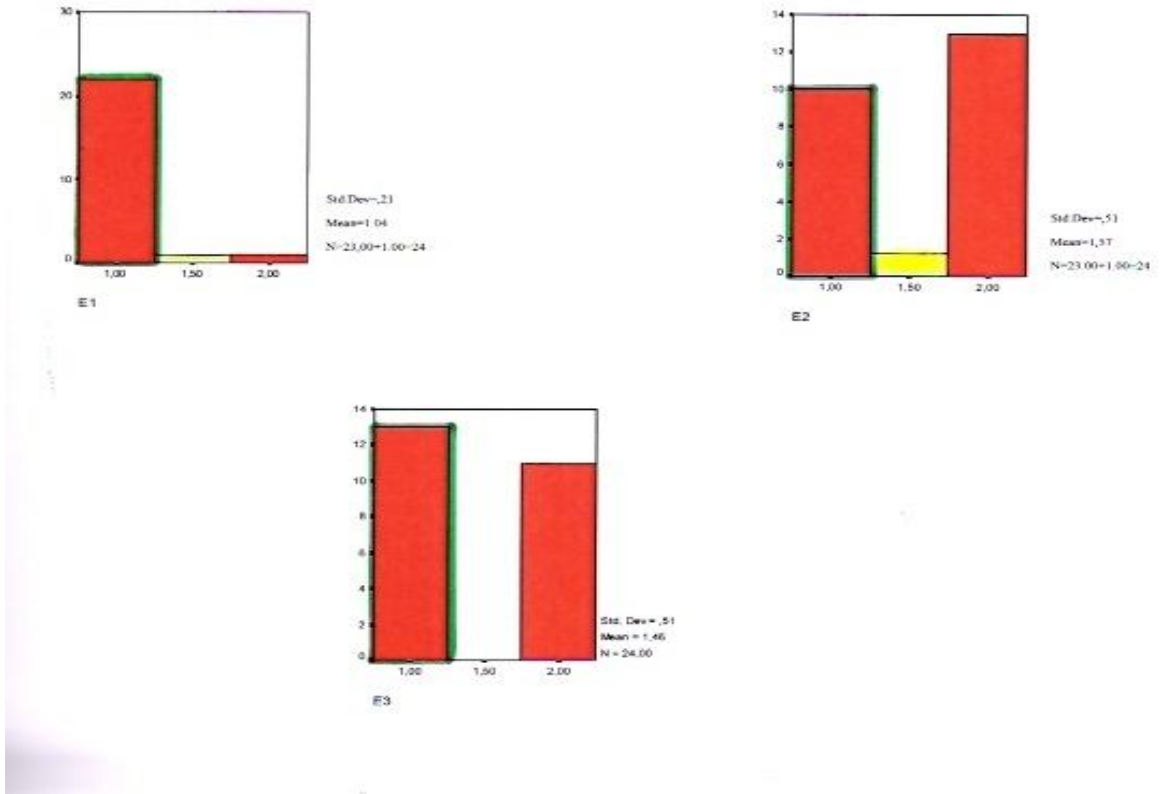 30
20
10
0
1,00 1,50 2,00
E1
Std.Dev=,21
Mean=1.04
N=23,00+1.00=24
14
12
10
8
6
4
2
0
1,00 1,50 2,00
E2
Std.Dev=,51
Mean=1,57
N=23.00+1.00=24
14
12
10
8
6
4
2
0
1,00 1,50 2,00
E3
Std. Dev = ,51
Mean = 1,46
N = 24,00